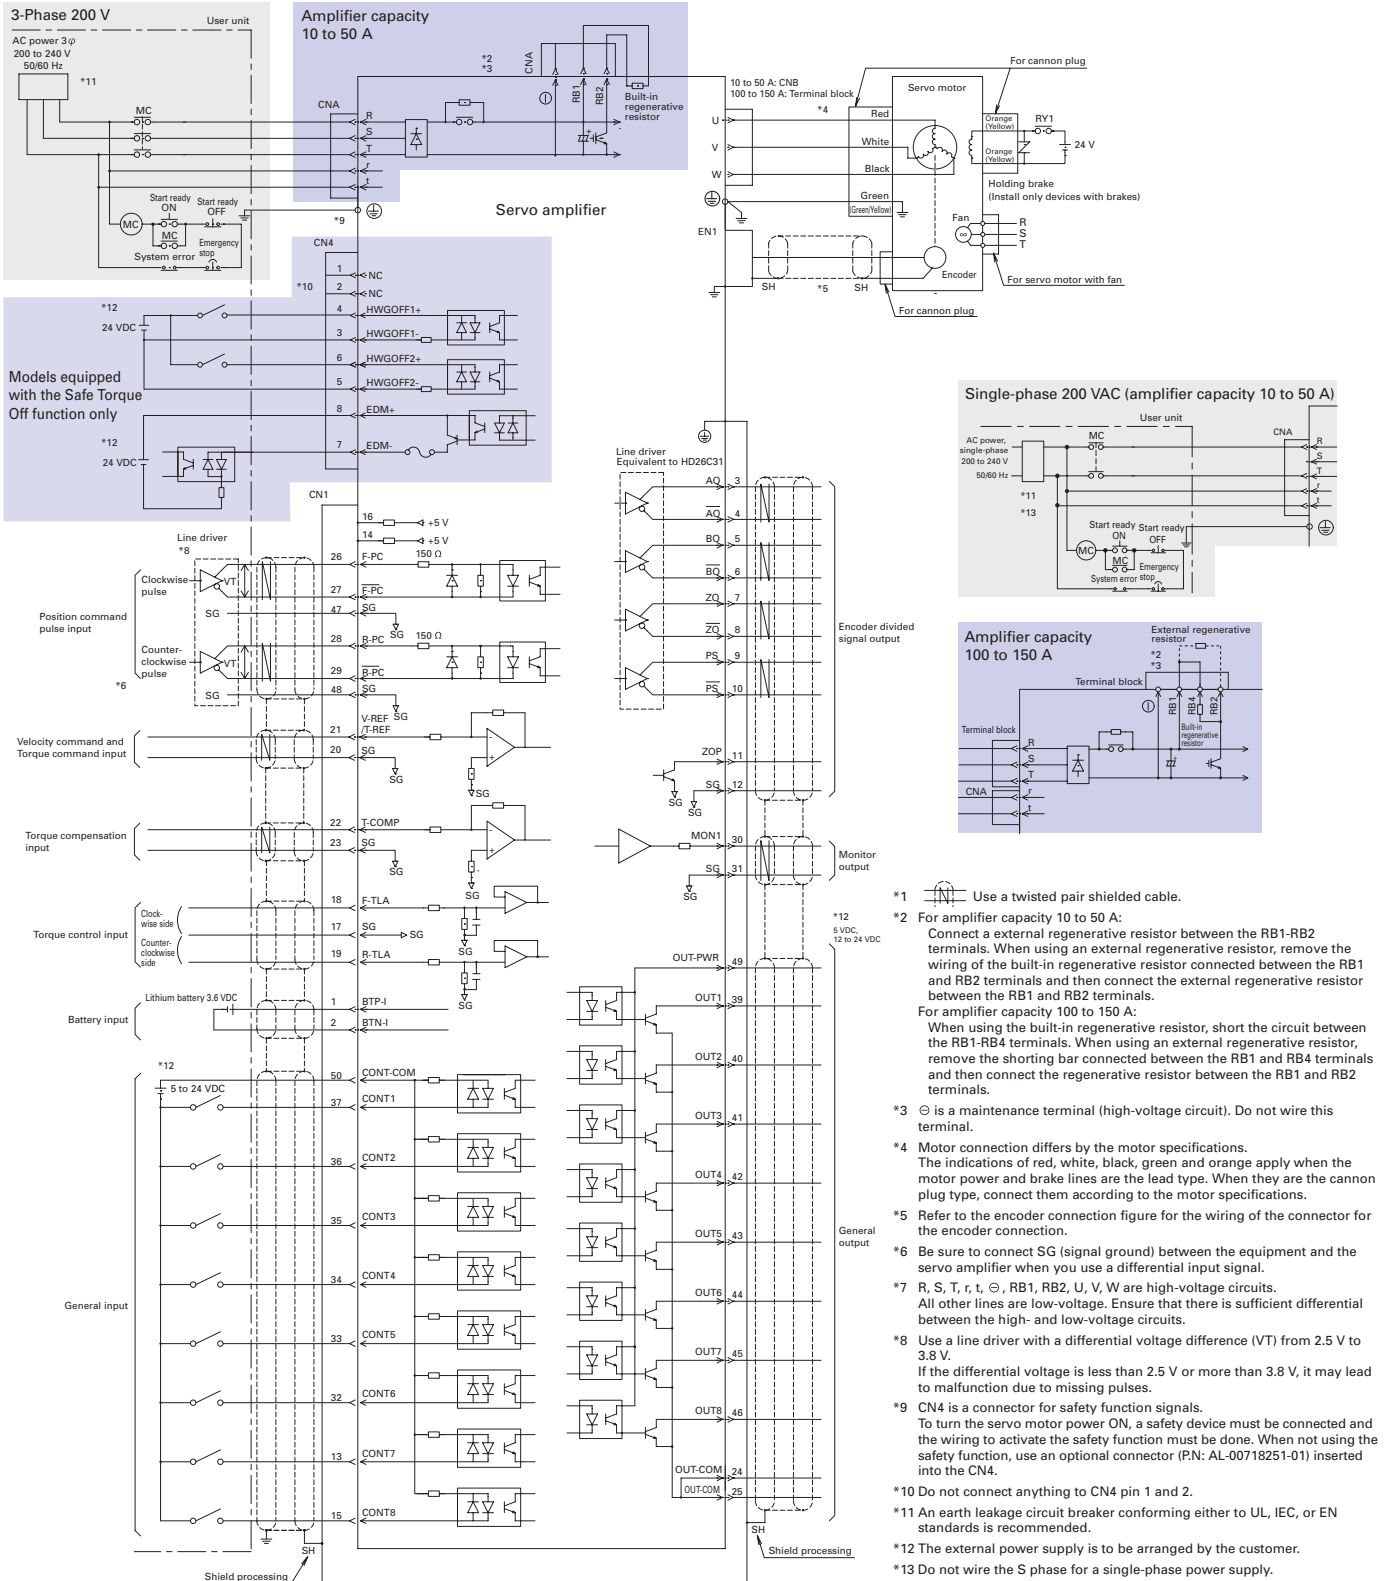 3-Phase 200 V
User unit
AC power 3φ
200 to 240 V
50/60 Hz
*11
MC
Start ready
ON
Start ready
OFF
MC
MC
System error
Emergency
stop
Amplifier capacity
10 to 50 A
*2
*3
CNA
⊖
RB1
RB2
Built-in
regenerative
resistor
CNA
R
S
T
r
t
*9
Servo amplifier
10 to 50 A: CNB
100 to 150 A: Terminal block
*4
U
V
W
EN1
For cannon plug
Servo motor
Red
White
Black
Green
(Green/Yellow)
Orange
(Yellow)
Orange
(Yellow)
RY1
24 V
Holding brake
(Install only devices with brakes)
Fan
R
S
T
Encoder
SH
*5
SH
For servo motor with fan
For cannon plug
CN4
*10
1 NC
2 NC
4 HWGOFF1+
3 HWGOFF1-
6 HWGOFF2+
5 HWGOFF2-
8 EDM+
7 EDM-
*12
24 VDC
Models equipped
with the Safe Torque
Off function only
*12
24 VDC
CN1
16 +5 V
14 +5 V
Line driver
*8
Position command
pulse input
Clockwise
pulse
VT
SG
Counter-
clockwise
pulse
VT
SG
*6
26 F-PC 150 Ω
27 F-PC
47 SG
SG
28 R-PC 150 Ω
29 R-PC
48 SG
SG
Velocity command and
Torque command input
V-REF
21 /T-REF
20 SG
SG
SG
Torque compensation
input
22 T-COMP
23 SG
SG
SG
Torque control input
Clock-
wise side
Counter-
clockwise
side
18 F-TLA
17 SG
SG
SG
19 R-TLA
SG
Battery input
Lithium battery 3.6 VDC
1 BTP-I
2 BTN-I
General input
*12
5 to 24 VDC
50 CONT-COM
37 CONT1
36 CONT2
35 CONT3
34 CONT4
33 CONT5
32 CONT6
13 CONT7
15 CONT8
SH
Shield processing
Line driver
Equivalent to HD26C31
AO 3
AO 4
BO 5
BO 6
ZO 7
ZO 8
PS 9
PS 10
Encoder divided
signal output
ZOP 11
SG 12
SG
SG
MON1 30
SG 31
SG
Monitor
output
*12
5 VDC,
12 to 24 VDC
OUT-PWR 49
OUT1 39
OUT2 40
OUT3 41
OUT4 42
OUT5 43
OUT6 44
OUT7 45
OUT8 46
OUT-COM 24
OUT-COM 25
General
output
SH
Shield processing
Single-phase 200 VAC (amplifier capacity 10 to 50 A)
User unit
AC power,
single-phase
200 to 240 V
50/60 Hz
*11
*13
MC
CNA
R
S
T
r
t
Start ready
ON
Start ready
OFF
MC
MC
System error
Emergency
stop
Amplifier capacity
100 to 150 A
External regenerative
resistor
*2
*3
Terminal block
⊖
RB1
RB4
RB2
Built-in
regenerative
resistor
Terminal block
R
S
T
CNA
r
t
*1 Use a twisted pair shielded cable.
*2 For amplifier capacity 10 to 50 A:
Connect a external regenerative resistor between the RB1-RB2
terminals. When using an external regenerative resistor, remove the
wiring of the built-in regenerative resistor connected between the RB1
and RB2 terminals and then connect the external regenerative resistor
between the RB1 and RB2 terminals.
For amplifier capacity 100 to 150 A:
When using the built-in regenerative resistor, short the circuit between
the RB1-RB4 terminals. When using an external regenerative resistor,
remove the shorting bar connected between the RB1 and RB4 terminals
and then connect the regenerative resistor between the RB1 and RB2
terminals.
*3 ⊖ is a maintenance terminal (high-voltage circuit). Do not wire this
terminal.
*4 Motor connection differs by the motor specifications.
The indications of red, white, black, green and orange apply when the
motor power and brake lines are the lead type. When they are the cannon
plug type, connect them according to the motor specifications.
*5 Refer to the encoder connection figure for the wiring of the connector for
the encoder connection.
*6 Be sure to connect SG (signal ground) between the equipment and the
servo amplifier when you use a differential input signal.
*7 R, S, T, r, t, ⊖ , RB1, RB2, U, V, W are high-voltage circuits.
All other lines are low-voltage. Ensure that there is sufficient differential
between the high- and low-voltage circuits.
*8 Use a line driver with a differential voltage difference (VT) from 2.5 V to
3.8 V.
If the differential voltage is less than 2.5 V or more than 3.8 V, it may lead
to malfunction due to missing pulses.
*9 CN4 is a connector for safety function signals.
To turn the servo motor power ON, a safety device must be connected and
the wiring to activate the safety function must be done. When not using the
safety function, use an optional connector (P.N: AL-00718251-01) inserted
into the CN4.
*10 Do not connect anything to CN4 pin 1 and 2.
*11 An earth leakage circuit breaker conforming either to UL, IEC, or EN
standards is recommended.
*12 The external power supply is to be arranged by the customer.
*13 Do not wire the S phase for a single-phase power supply.